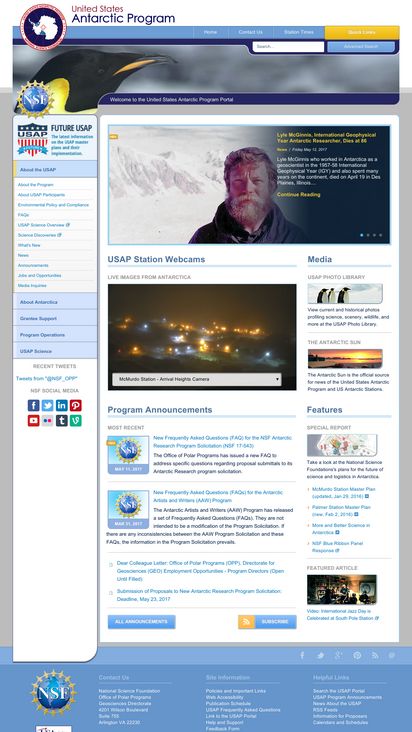 United States
Antarctic Program
Home
Contact Us
Station Times
Quick Links
Search...
Advanced Search
NSF
Welcome to the United States Antarctic Program Portal
USAP
FUTURE USAP
The latest information
on the USAP master
plans and their
implementation.
About the USAP
About the Program
About USAP Participants
Environmental Policy and Compliance
FAQs
USAP Science Overview
Science Discoveries
What's New
News
Announcements
Jobs and Opportunities
Media Inquiries
About Antarctica
Grantee Support
Program Operations
USAP Science
RECENT TWEETS
Tweets from "@NSF_OPP"
NSF SOCIAL MEDIA
Lyle McGinnis, International Geophysical
Year Antarctic Researcher, Dies at 86
News / Friday May 12, 2017
Lyle McGinnis who worked in Antarctica as a
geoscientist in the 1957-58 International
Geophysical Year (IGY) and also spent many
years on the continent, died on April 19 in Des
Plaines, Illinois....
Continue Reading
USAP Station Webcams
LIVE IMAGES FROM ANTARCTICA
McMurdo Station - Arrival Heights Camera
Media
USAP PHOTO LIBRARY
View current and historical photos
profiling science, scenery, wildlife, and
more at the USAP Photo Library.
THE ANTARCTIC SUN
The Antarctic Sun is the official source
for news of the United States Antarctic
Program and US Antarctic Stations.
Program Announcements
MOST RECENT
NSF
MAY 11, 2017
New Frequently Asked Questions (FAQs) for the NSF Antarctic
Research Program Solicitation (NSF 17-543)
The Office of Polar Programs has issued a new FAQ to
address specific questions regarding proposal submittals to its
Antarctic Research program solicitation.
NSF
MAR 31, 2017
New Frequently Asked Questions (FAQs) for the Antarctic
Artists and Writers (AAW) Program
The Antarctic Artists and Writers (AAW) Program has released
a set of Frequently Asked Questions (FAQs). They are not
intended to be a modification of the Program Solicitation. If
there are any inconsistencies between the AAW Program Solicitation and these
FAQs, the information in the Program Solicitation prevails.
Dear Colleague Letter: Office of Polar Programs (OPP), Directorate for
Geosciences (GEO) Employment Opportunities - Program Directors (Open
Until Filled)
Submission of Proposals to New Antarctic Research Program Solicitation:
Deadline, May 23, 2017
ALL ANNOUNCEMENTS
SUBSCRIBE
Features
SPECIAL REPORT
Take a look at the National Science
Foundations's plans for the future of
science and logistics in Antarctica.
McMurdo Station Master Plan
(updated, Jan 29, 2016)
Palmer Station Master Plan
(new, Feb 2, 2016)
More and Better Science in
Antarctica
NSF Blue Ribbon Panel
Response
FEATURED ARTICLE
Video: International Jazz Day is
Celebrated at South Pole Station
NSF
Contact Us
National Science Foundation
Office of Polar Programs
Geosciences Directorate
4201 Wilson Boulevard
Suite 755
Arlington VA 22230
Site Information
Policies and Important Links
Web Accessibility
Publication Schedule
USAP Frequently Asked Questions
Link to the USAP Portal
Help and Support
Feedback Form
Helpful Links
Search the USAP Portal
USAP Program Announcements
News About USAP
RSS Feeds
Information for Proposers
Calendars and Schedules